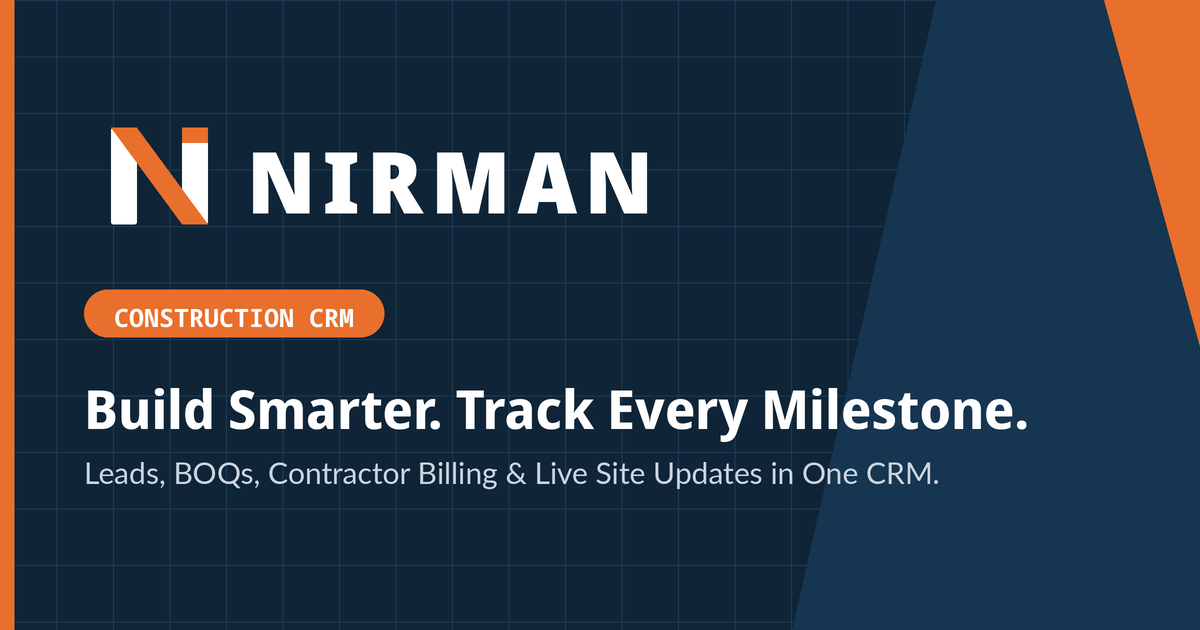 NIRMAN
CONSTRUCTION CRM
Build Smarter. Track Every Milestone.
Leads, BOQs, Contractor Billing & Live Site Updates in One CRM.